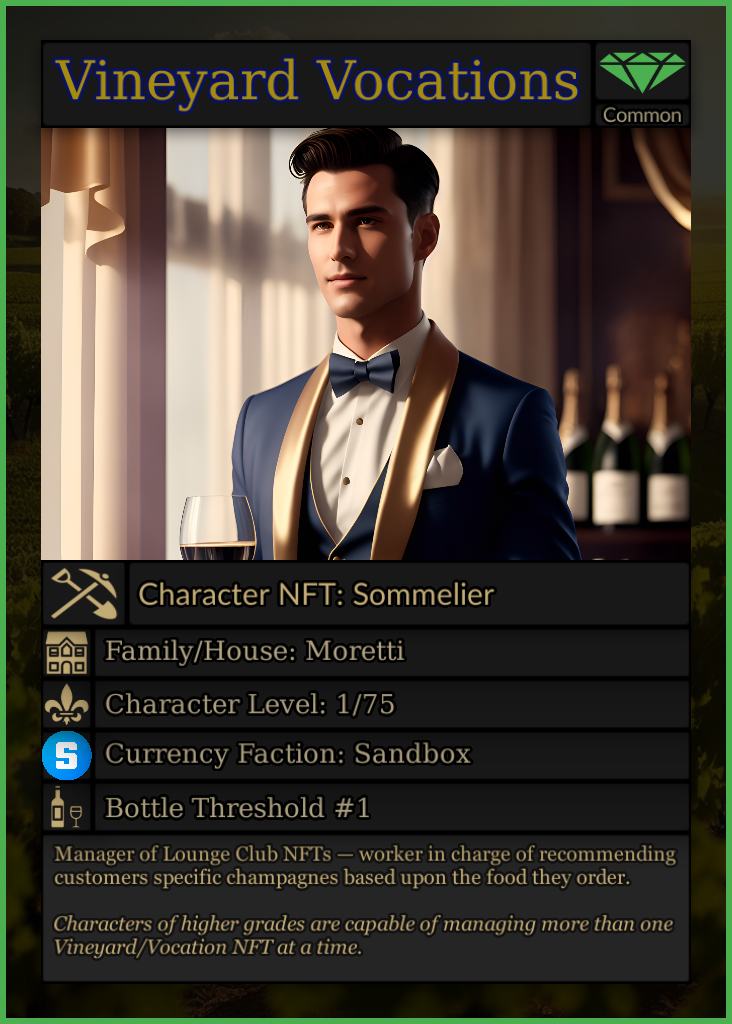 Vineyard Vocations
Common
Character NFT: Sommelier
Family/House: Moretti
Character Level: 1/75
S
Currency Faction: Sandbox
Bottle Threshold #1
Manager of Lounge Club NFTs — worker in charge of recommending
customers specific champagnes based upon the food they order.
Characters of higher grades are capable of managing more than one
Vineyard/Vocation NFT at a time.